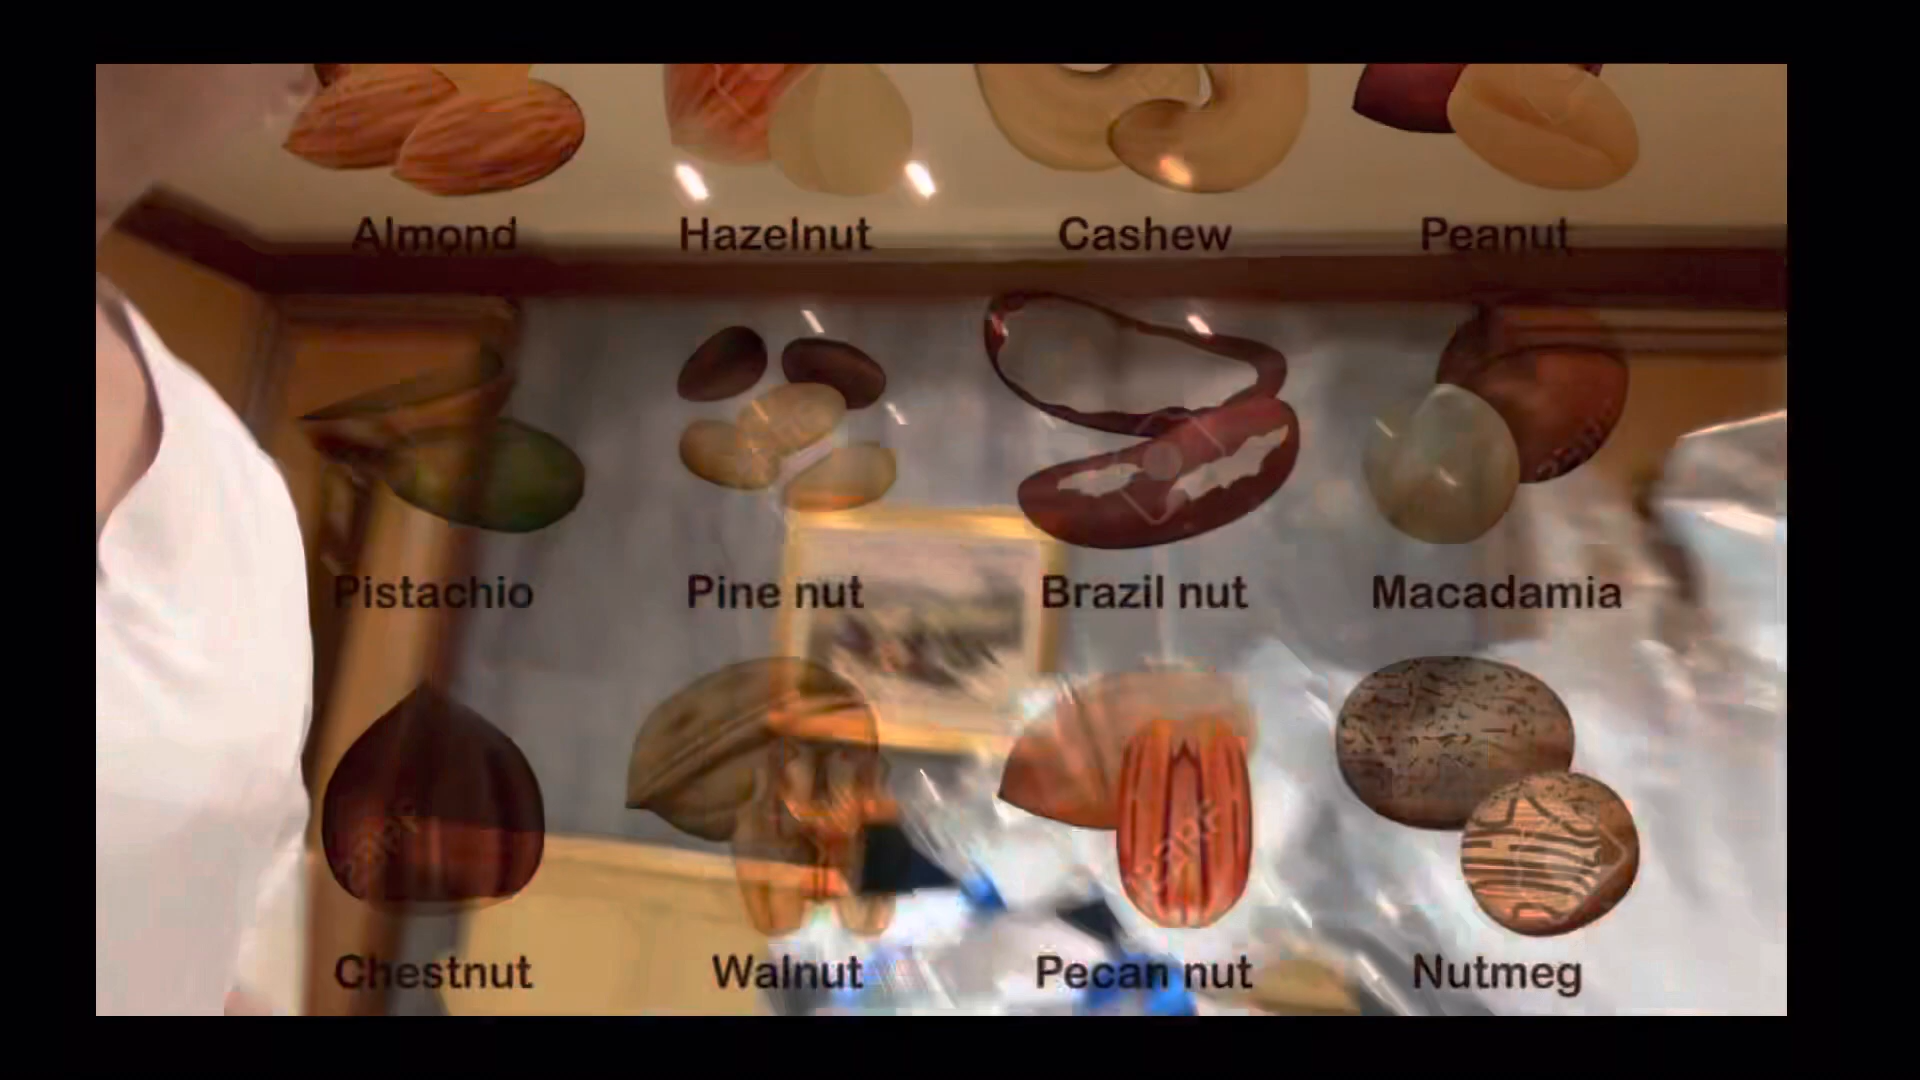 Almond Hazelnut Cashew Peanut
Pistachio Pine nut Brazil nut Macadamia
Chestnut Walnut Pecan nut Nutmeg